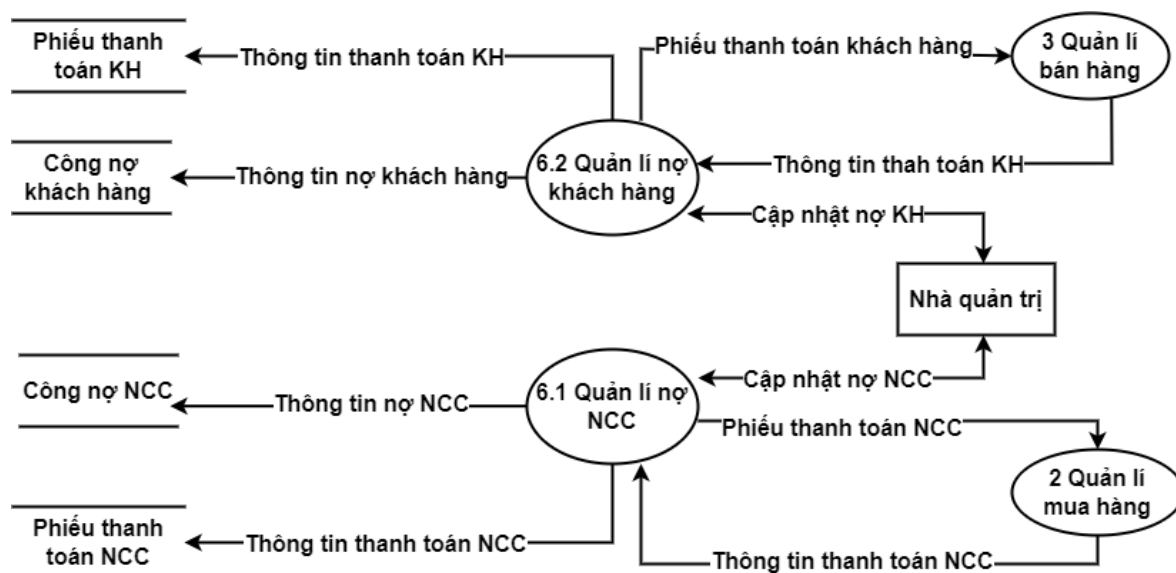 Phiếu thanh
toán KH
Thông tin thanh toán KH
Phiếu thanh toán khách hàng
3 Quản lí
bán hàng
Công nợ
khách hàng
Thông tin nợ khách hàng
6.2 Quản lí nợ
khách hàng
Thông tin thah toán KH
Cập nhật nợ KH
Nhà quản trị
Công nợ NCC
Thông tin nợ NCC
6.1 Quản lí nợ
NCC
Cập nhật nợ NCC
Phiếu thanh toán NCC
2 Quản lí
mua hàng
Phiếu thanh
toán NCC
Thông tin thanh toán NCC
Thông tin thanh toán NCC